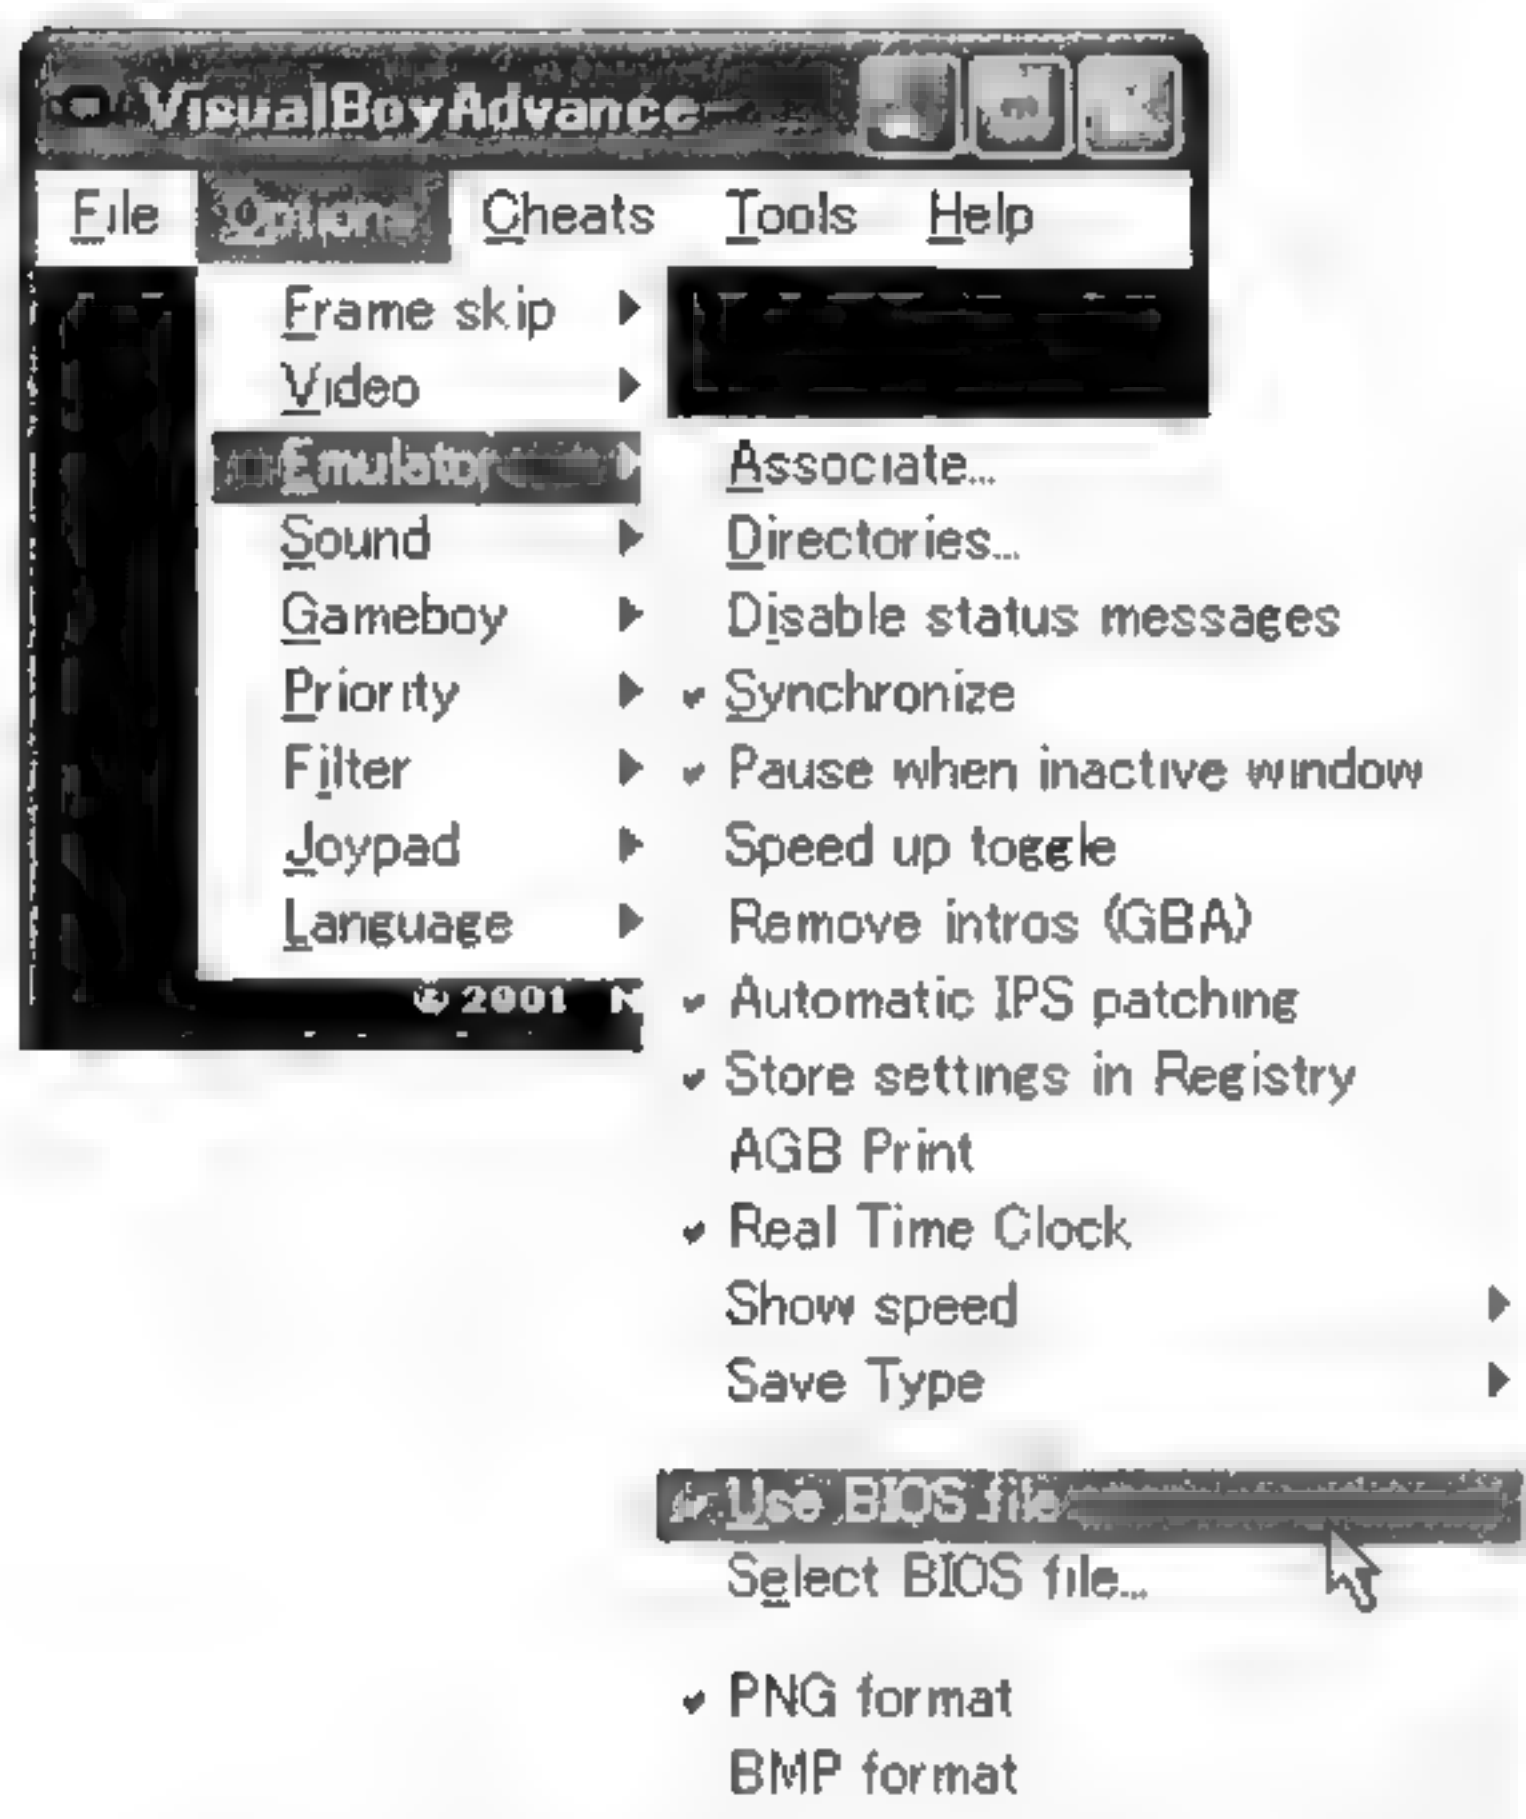 VisualBoyAdvance
File Options Cheats Tools Help
Frame skip
Video
Emulator
Sound
Gameboy
Priority
Filter
Joypad
Language
© 2001 N
Associate...
Directories...
Disable status messages
Synchronize
Pause when inactive window
Speed up toggle
Remove intros (GBA)
Automatic IPS patching
Store settings in Registry
AGB Print
Real Time Clock
Show speed
Save Type
Use BIOS file
Select BIOS file...
PNG format
BMP format